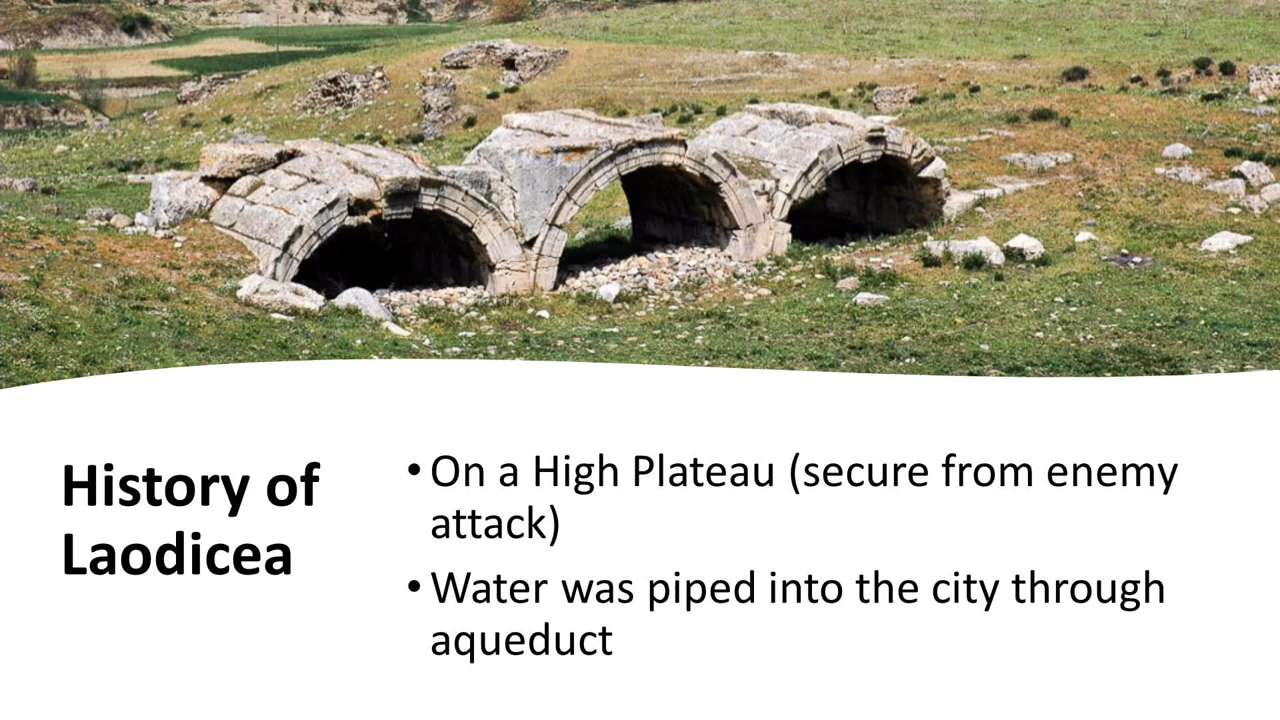 History of
Laodicea
• On a High Plateau (secure from enemy
attack)
• Water was piped into the city through
aqueduct